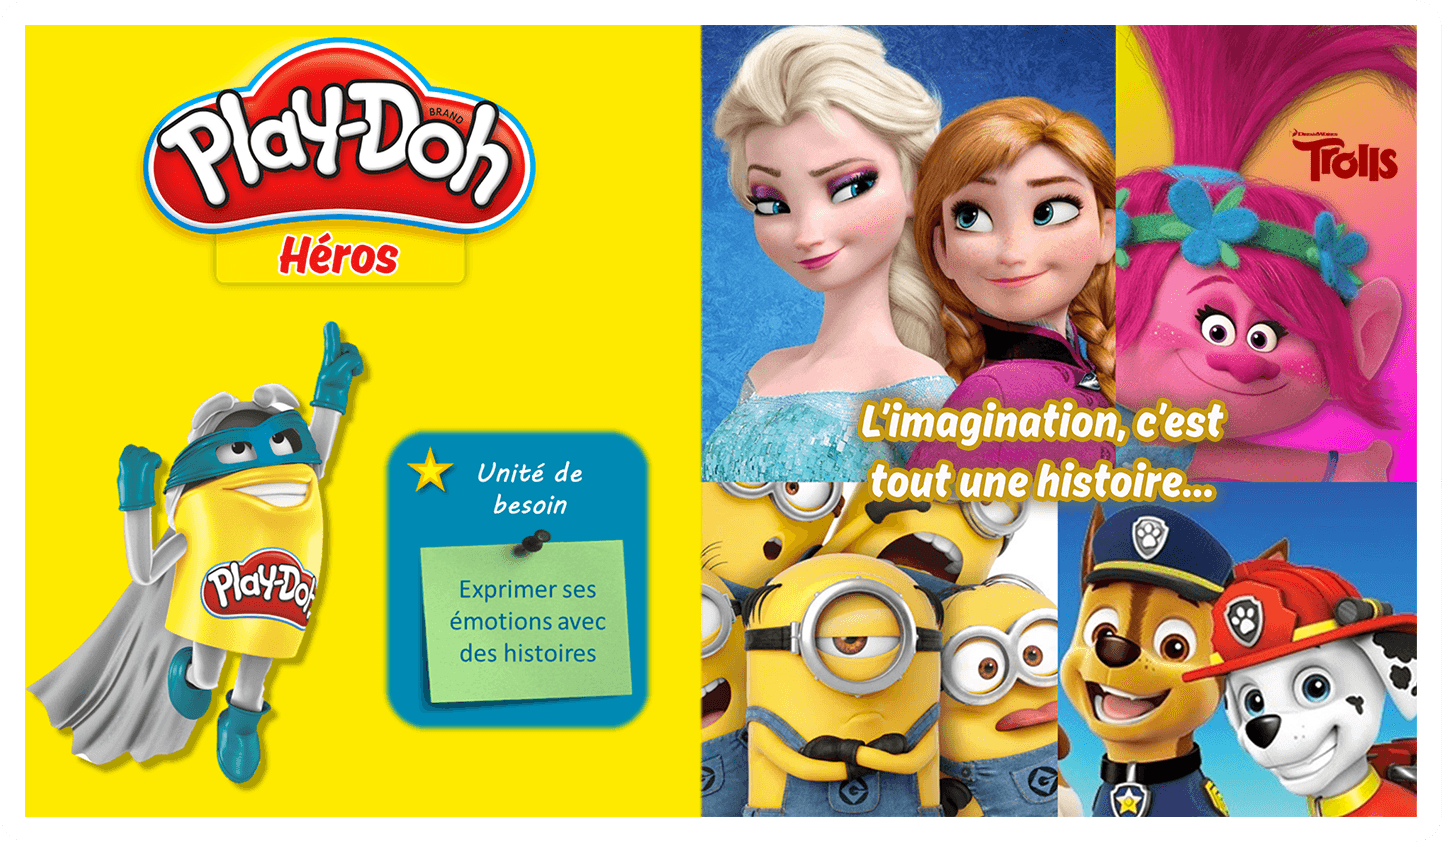 Play-Doh
BRAND
Héros
Unité de
besoin
Exprimer ses
émotions avec
des histoires
Play-Doh
DreamWorks
Trolls
L'imagination, c'est
tout une histoire...
G
G